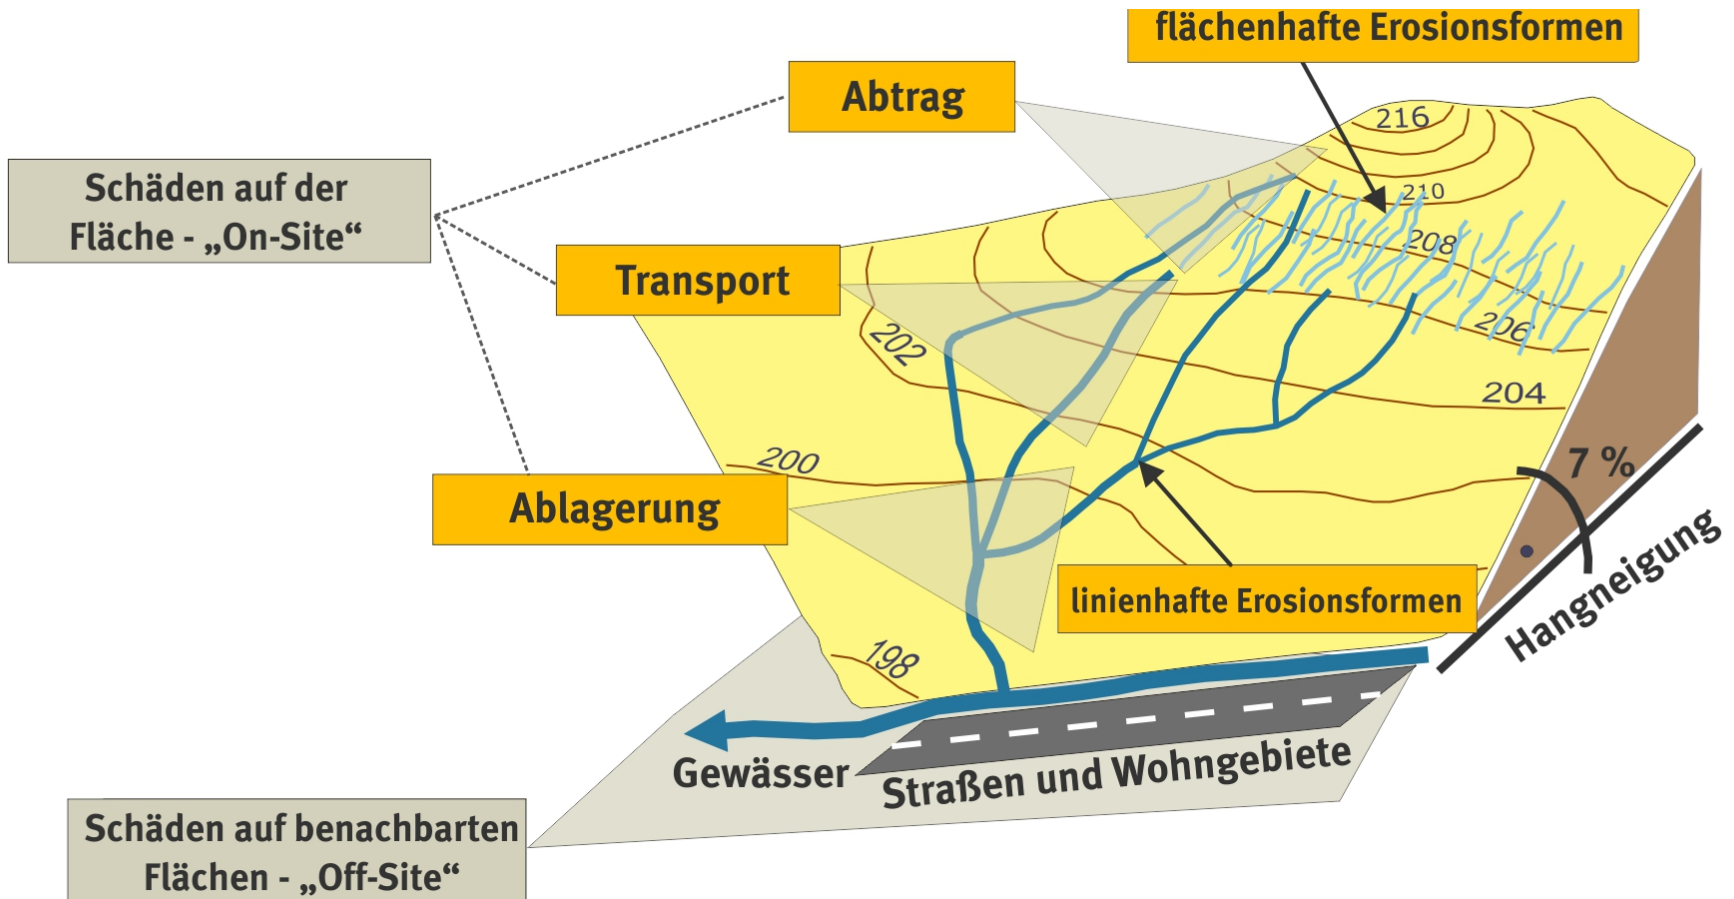 flächenhafte Erosionsformen
Abtrag
216
Schäden auf der
Fläche - „On-Site“
210
208
Transport
206
202
204
200
7 %
Ablagerung
Hangneigung
linienhafte Erosionsformen
198
Gewässer
Straßen und Wohngebiete
Schäden auf benachbarten
Flächen - „Off-Site“